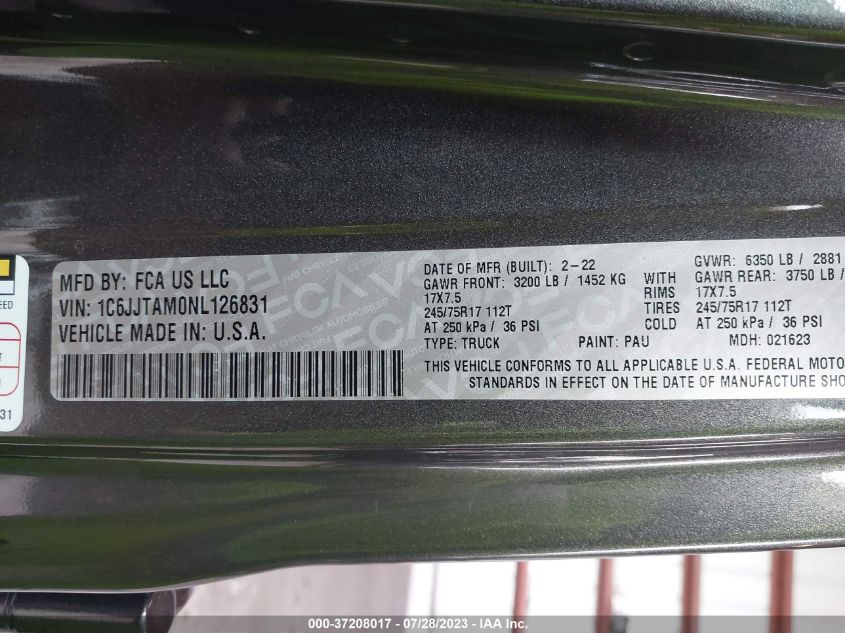 MFD BY: FCA US LLC
VIN: 1C6JJTAM0NL126831
VEHICLE MADE IN: U.S.A.
DATE OF MFR (BUILT): 2-22
GVWR: 6350 LB / 2881
GAWR FRONT: 3200 LB / 1452 KG WITH GAWR REAR: 3750 LB /
17X7.5 RIMS 17X7.5
245/75R17 112T TIRES 245/75R17 112T
AT 250 kPa / 36 PSI COLD AT 250 kPa / 36 PSI
TYPE: TRUCK PAINT: PAU MDH: 021623
THIS VEHICLE CONFORMS TO ALL APPLICABLE U.S.A. FEDERAL MOTO
STANDARDS IN EFFECT ON THE DATE OF MANUFACTURE SHO
31
000-37208017 / 07/28/2023 - IAA Inc.